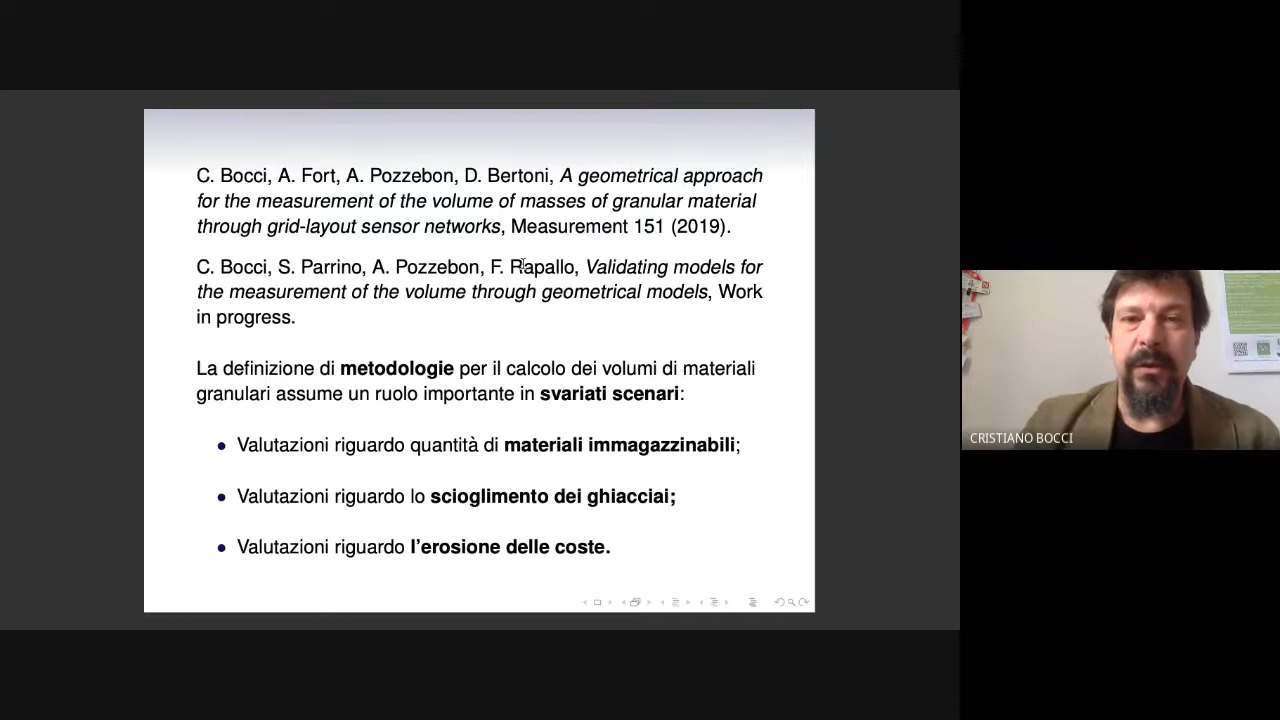 C. Bocci, A. Fort, A. Pozzebon, D. Bertoni, A geometrical approach
for the measurement of the volume of masses of granular material
through grid-layout sensor networks, Measurement 151 (2019).
C. Bocci, S. Parrino, A. Pozzebon, F. Rapallo, Validating models for
the measurement of the volume through geometrical models, Work
in progress.
La definizione di metodologie per il calcolo dei volumi di materiali
granulari assume un ruolo importante in svariati scenari:
• Valutazioni riguardo quantità di materiali immagazzinabili;
• Valutazioni riguardo lo scioglimento dei ghiacciai;
• Valutazioni riguardo l'erosione delle coste.
CRISTIANO BOCCI